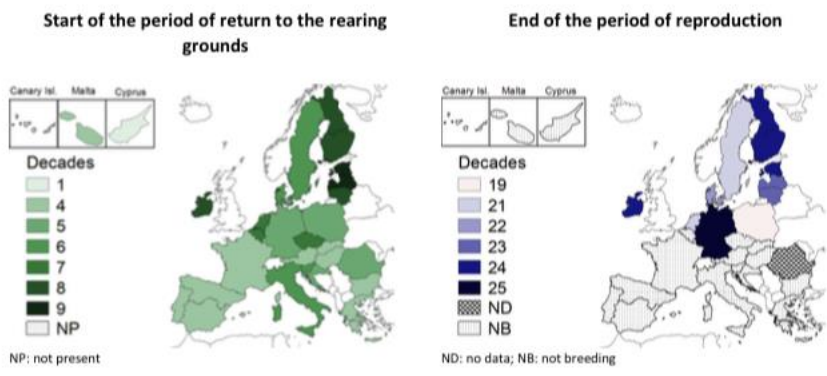 Start of the period of return to the rearing
grounds
Canary Isl. Malta Cyprus
Decades
1
4
5
6
7
8
9
NP
NP: not present
End of the period of reproduction
Canary Isl. Malta Cyprus
Decades
19
21
22
23
24
25
ND
NB
ND: no data; NB: not breeding